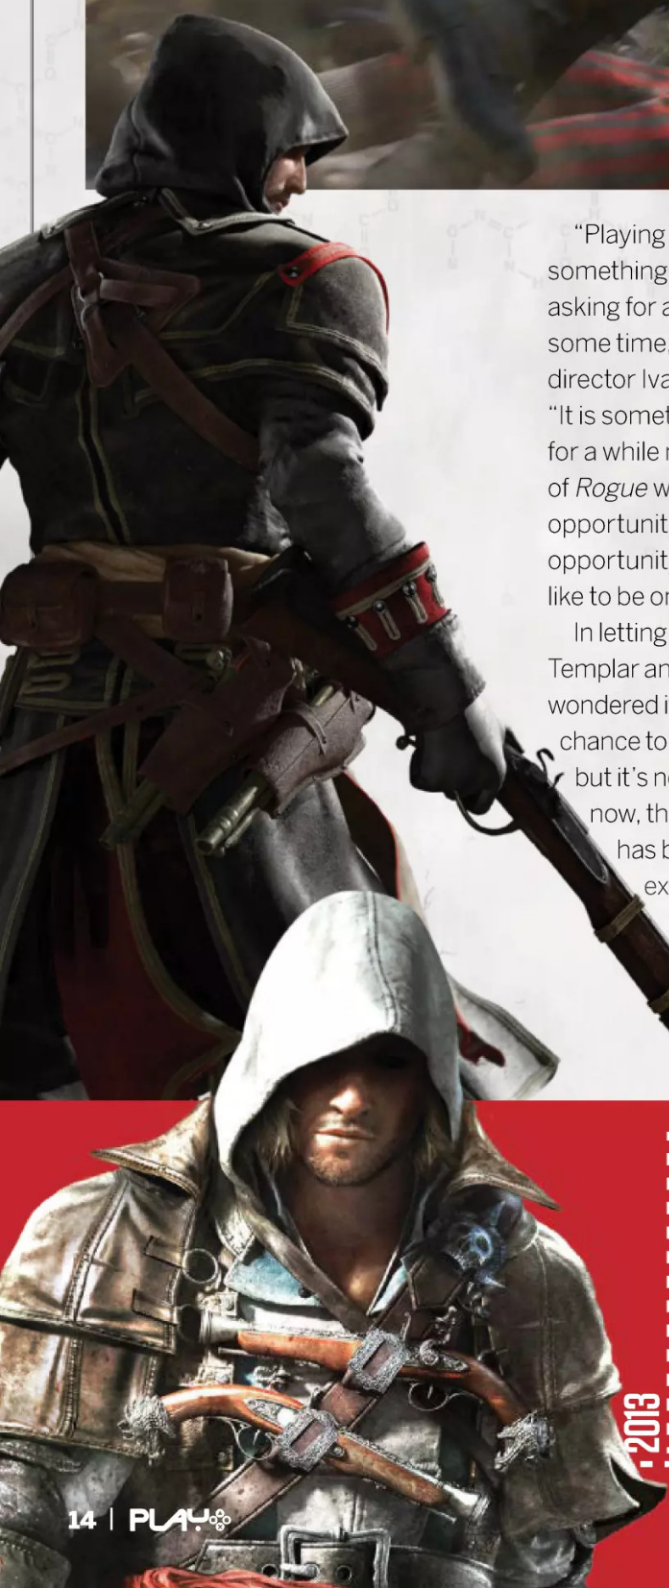 “Playing
something
asking for a
some time,
director Iva
“It is somet
for a while
of Rogue w
opportunit
opportunit
like to be or
In letting
Templar an
wondered i
chance to
but it’s n
now, th
has b
ex
2013
14 | PLAY